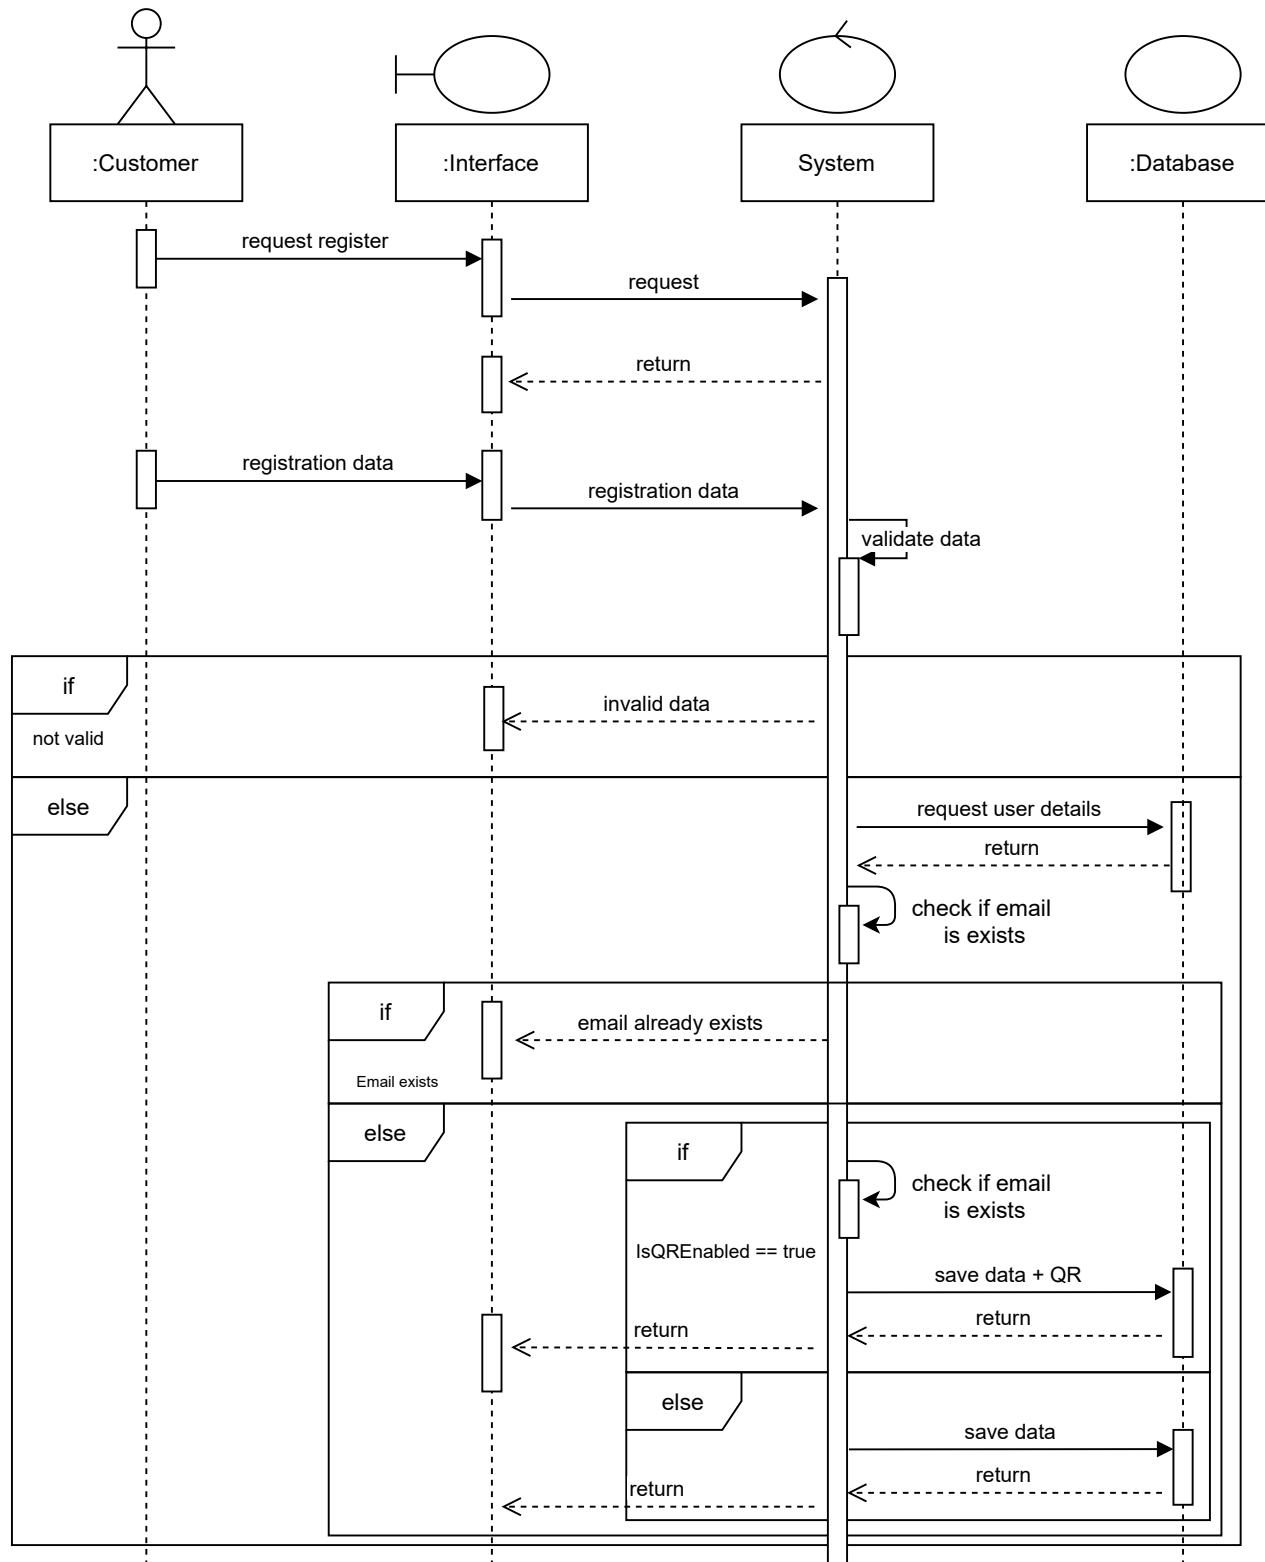 :Customer
:Interface
System
:Database
request register
request
return
registration data
registration data
validate data
if
not valid
invalid data
else
request user details
return
check if email
is exists
if
email already exists
Email exists
else
if
check if email
is exists
IsQREnabled == true
save data + QR
return
return
else
save data
return
return